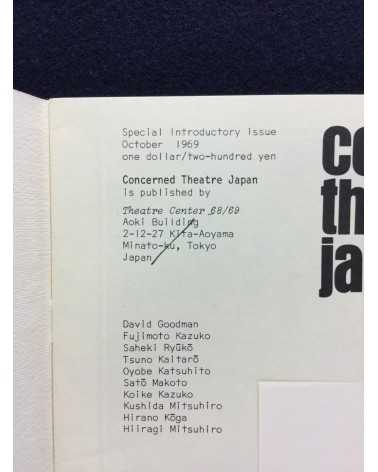 Special Introductory Issue
October 1969
one dollar/two-hundred yen
Concerned Theatre Japan
is published by
Theatre Center 68/69
Aoki Building
2-12-27 Kita-Aoyama
Minato-ku, Tokyo
Japan
David Goodman
Fujimoto Kazuko
Saheki Ryūkō
Tsuno Kaitarō
Oyobe Katsuhito
Satō Makoto
Koike Kazuko
Kushida Mitsuhiro
Hirano Kōga
Hiiragi Mitsuhiro
co
th
ja